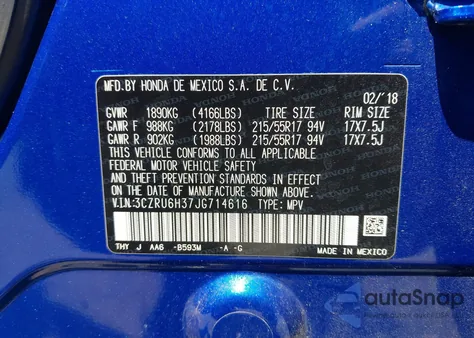 MFD.BY HONDA DE MEXICO S.A. DE C.V.
02/'18
GVWR 1890KG (4166LBS) TIRE SIZE RIM SIZE
GAWR F 988KG (2178LBS) 215/55R17 94V 17X7.5J
GAWR R 902KG (1988LBS) 215/55R17 94V 17X7.5J
THIS VEHICLE CONFORMS TO ALL APPLICABLE
FEDERAL MOTOR VEHICLE SAFETY, BUMPER,
AND THEFT PREVENTION STANDARDS IN EFFECT
ON THE DATE OF MANUFACTURE SHOWN ABOVE.
V.I.N:3CZRU6H37JG714616 TYPE: MPV
THY J AA6 -B593M -A -G
MADE IN MEXICO
autoSnap